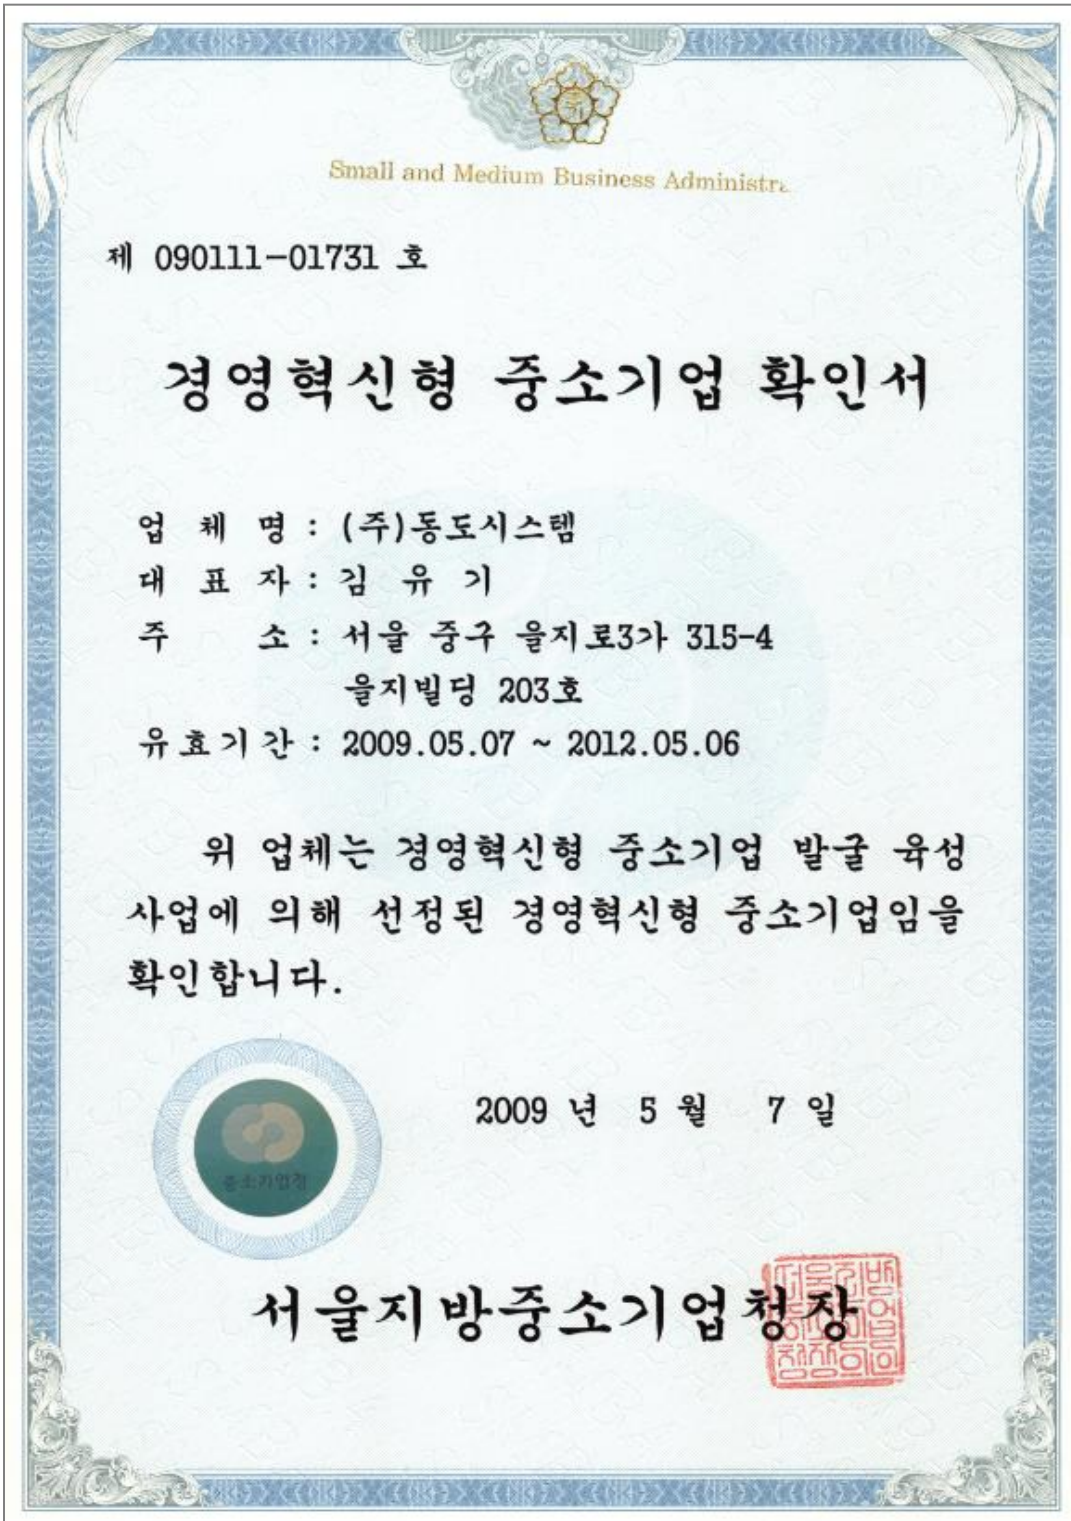 Small and Medium Business Administra
제 090111-01731 호
경영혁신형 중소기업 확인서
업 체 명 : (주)동도시스템
대 표 자 : 김 유 기
주 소 : 서울 중구 을지로3가 315-4
을지빌딩 203호
유효기간 : 2009.05.07 ~ 2012.05.06
위 업체는 경영혁신형 중소기업 발굴 육성
사업에 의해 선정된 경영혁신형 중소기업임을
확인합니다.
2009 년 5 월 7 일
중소기업청
서울지방중소기업청장